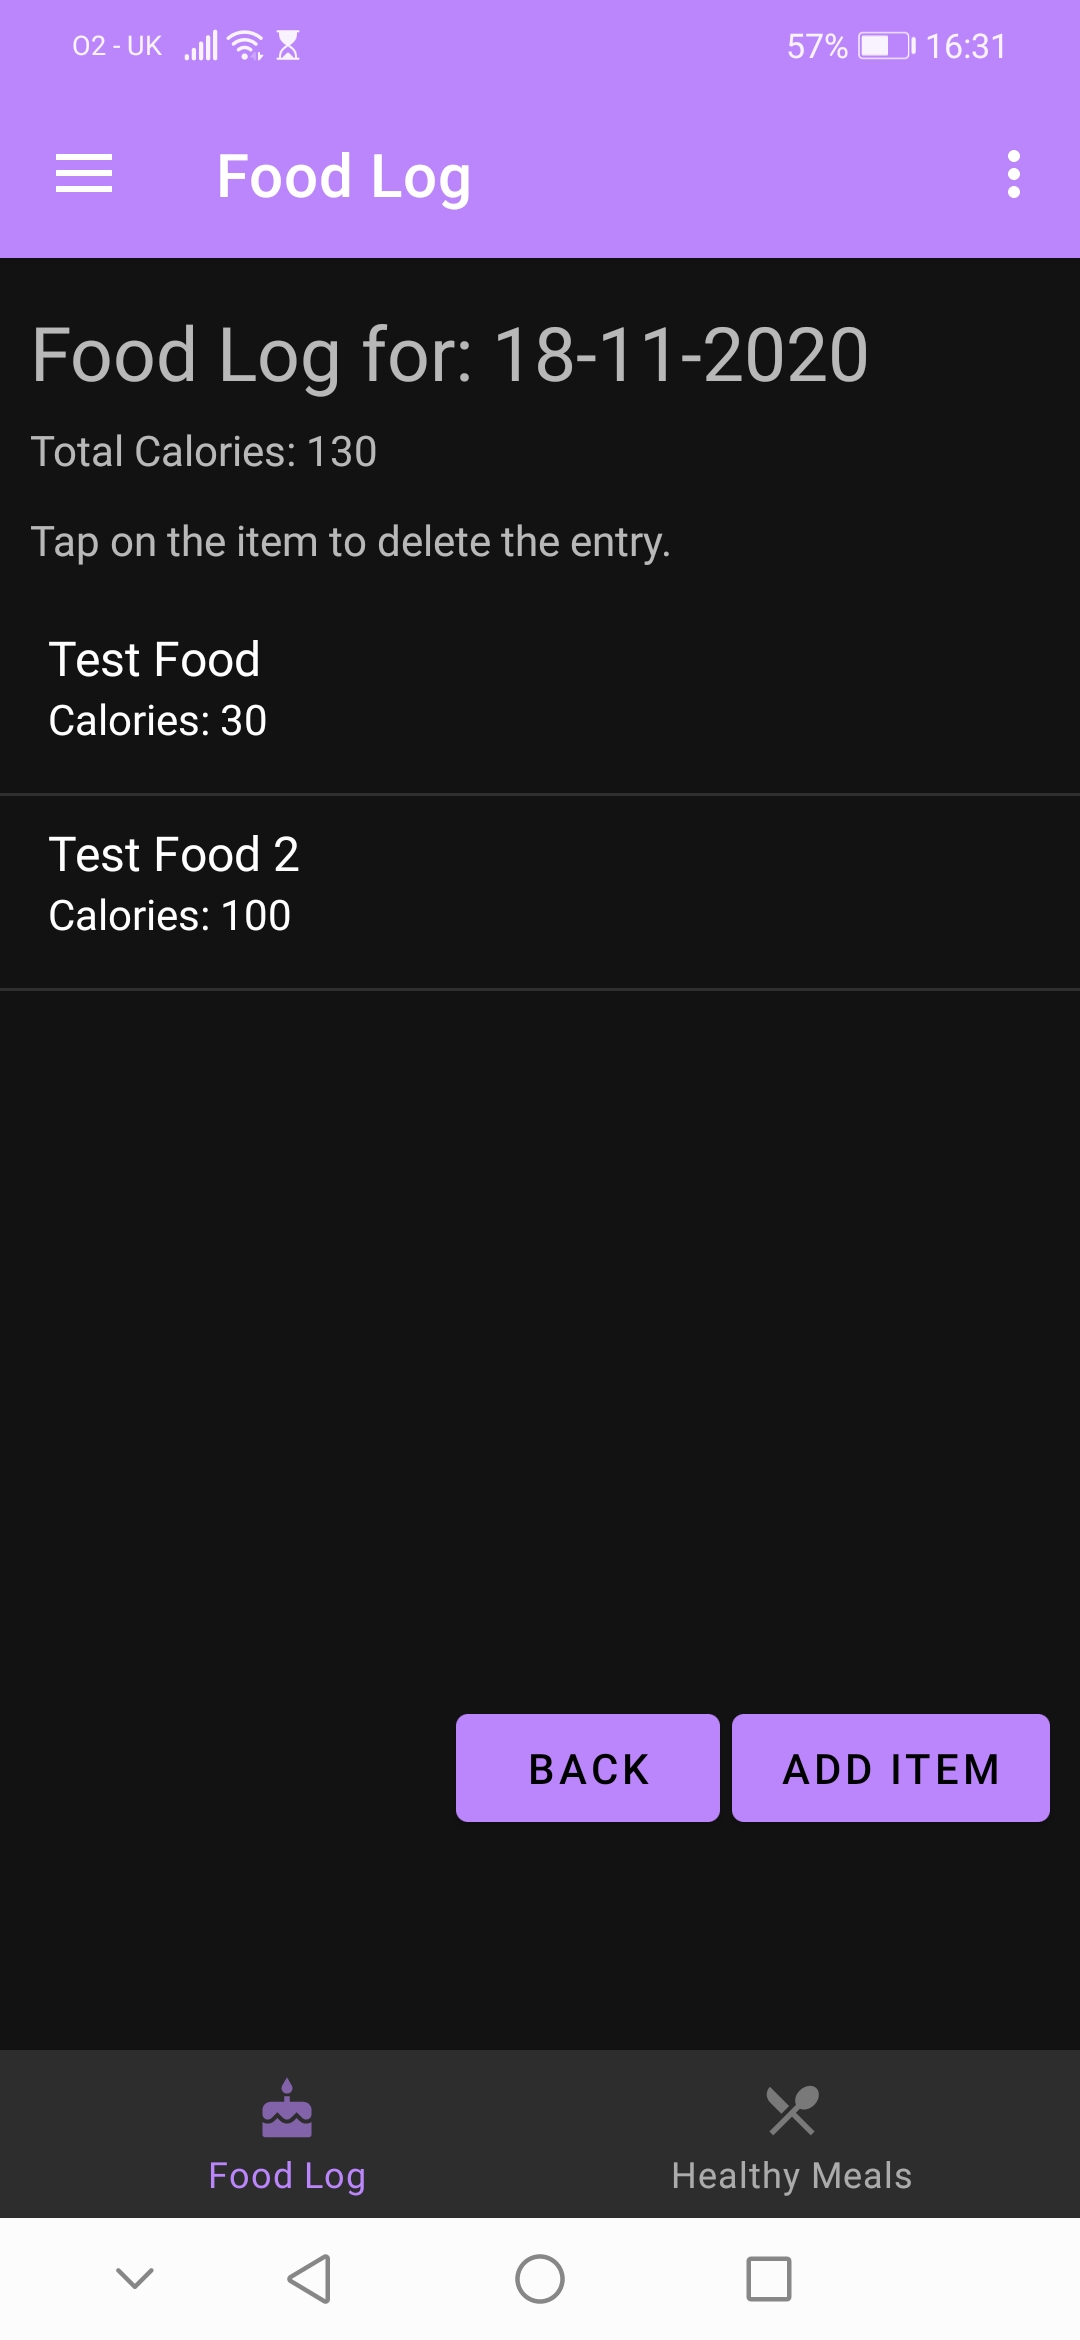 O2 - UK 57% 16:31
Food Log
Food Log for: 18-11-2020
Total Calories: 130
Tap on the item to delete the entry.
Test Food
Calories: 30
Test Food 2
Calories: 100
BACK ADD ITEM
Food Log Healthy Meals